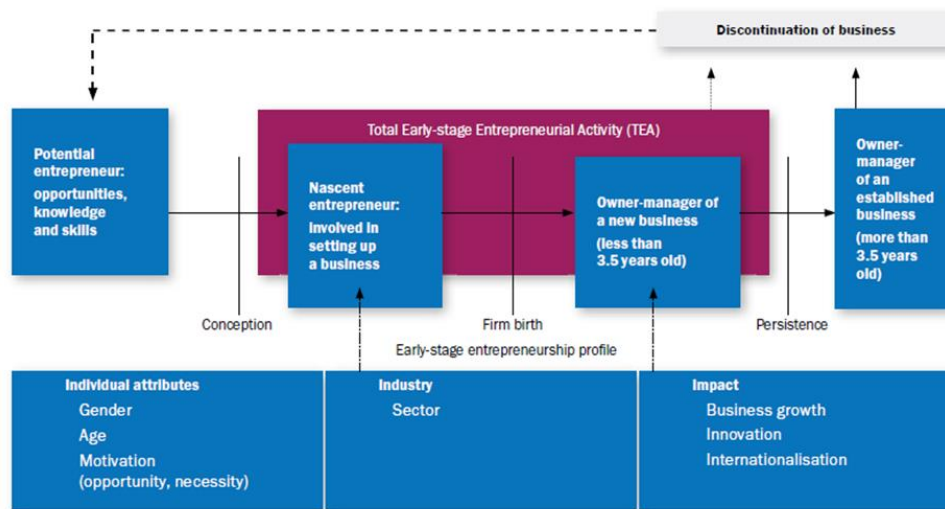 Discontinuation of business
Total Early-stage Entrepreneurial Activity (TEA)
Potential
entrepreneur:
opportunities,
knowledge
and skills
Nascent
entrepreneur:
Involved in
setting up
a business
Owner-manager of
a new business
(less than
3.5 years old)
Owner-
manager
of an
established
business
(more than
3.5 years
old)
Conception
Firm birth
Persistence
Early-stage entrepreneurship profile
Individual attributes
Gender
Age
Motivation
(opportunity, necessity)
Industry
Sector
Impact
Business growth
Innovation
Internationalisation